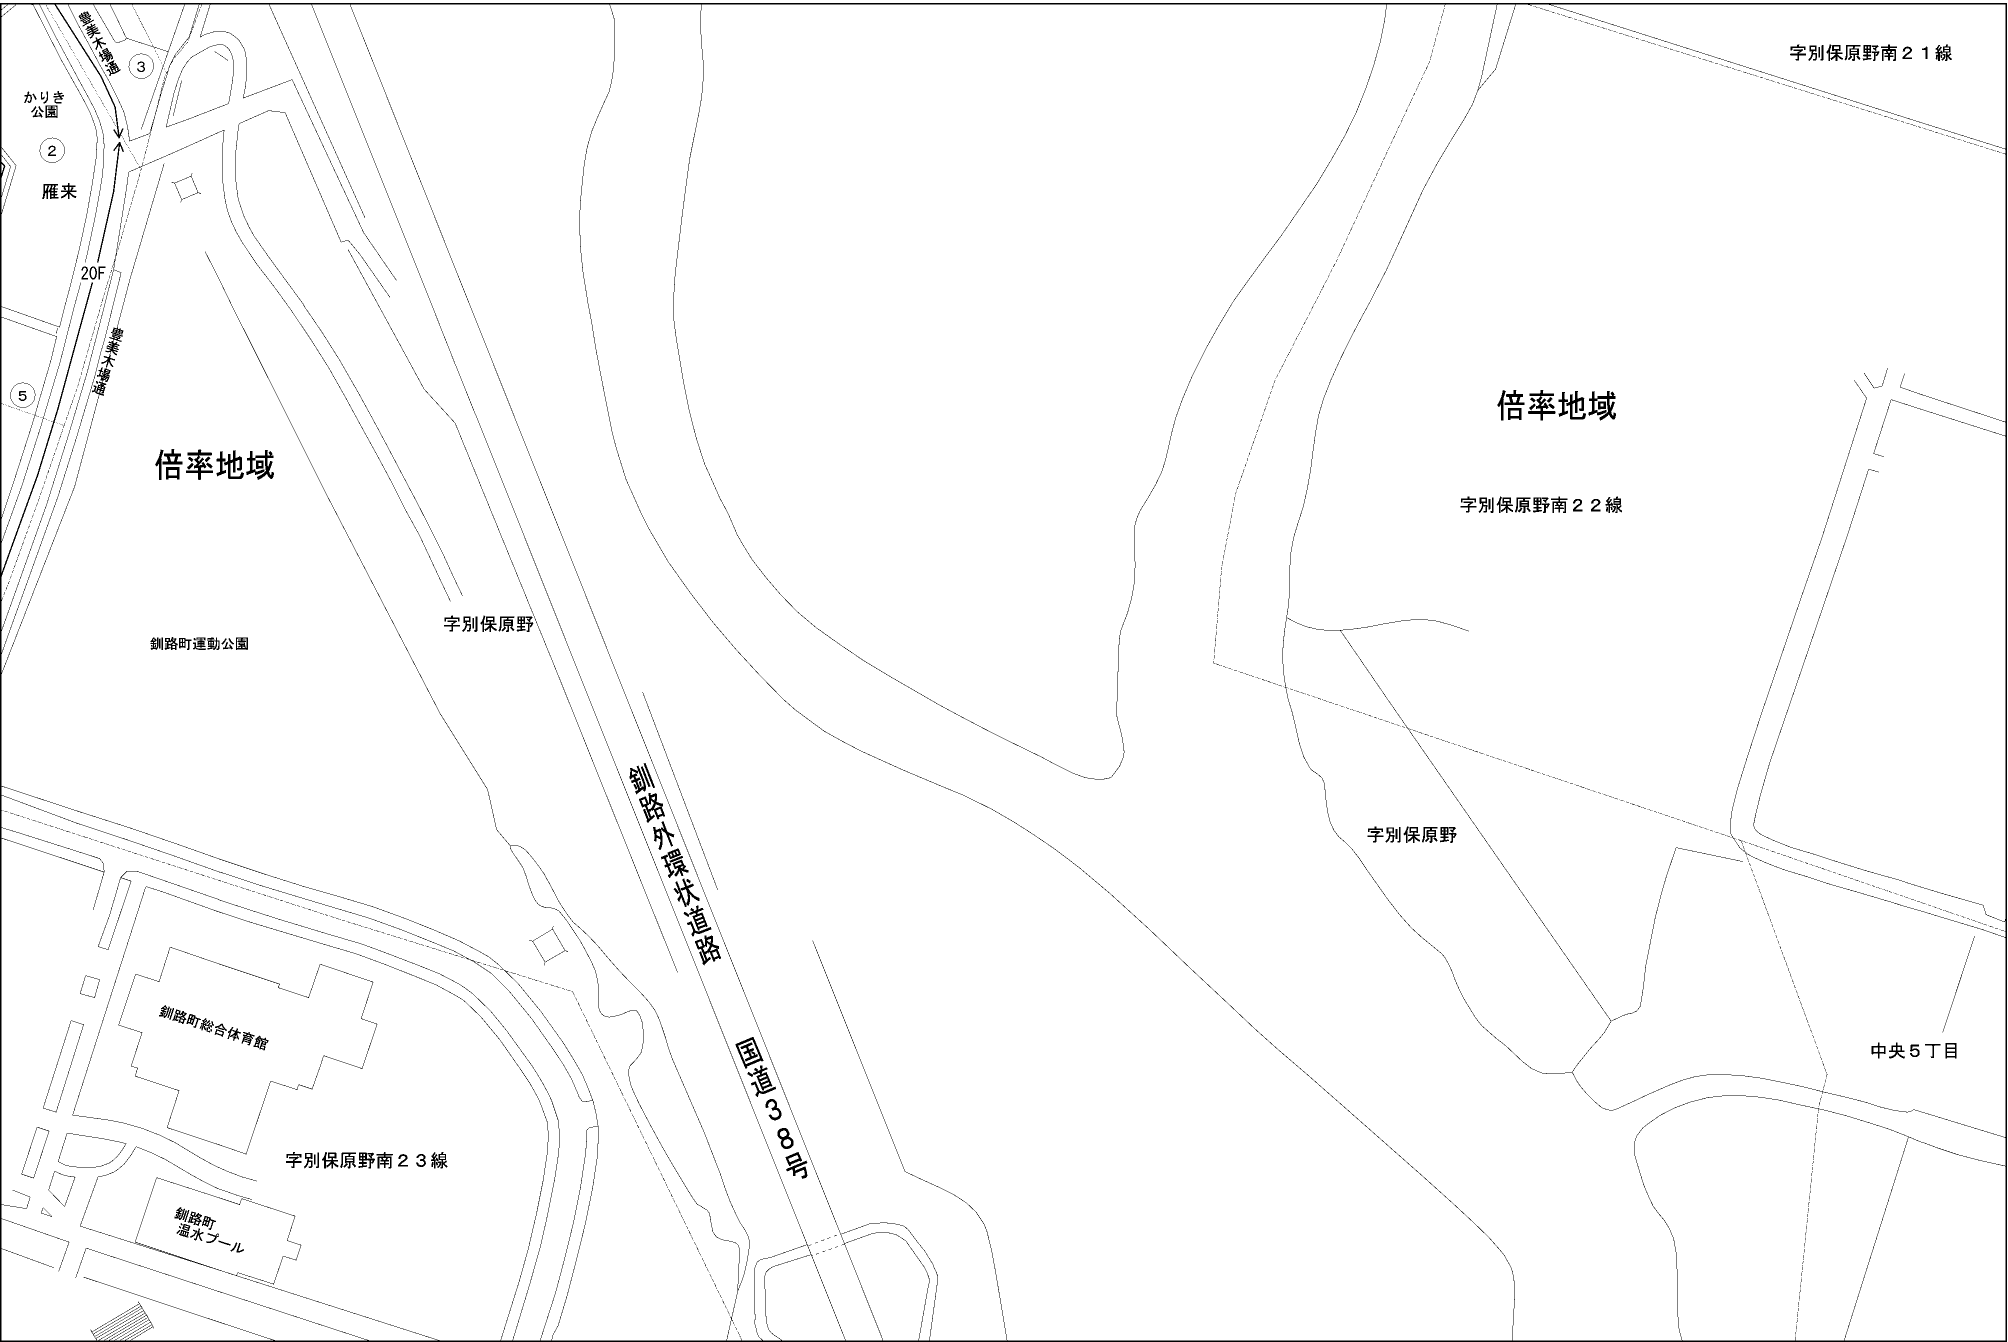 豊美木場通
③
かりき
公園
②
雁来
20F
豊美木場通
⑤
倍率地域
釧路町運動公園
字別保原野
釧路外環状道路
国道３８号
釧路町総合体育館
字別保原野南２３線
釧路町
温水プール
字別保原野南２１線
倍率地域
字別保原野南２２線
字別保原野
中央５丁目